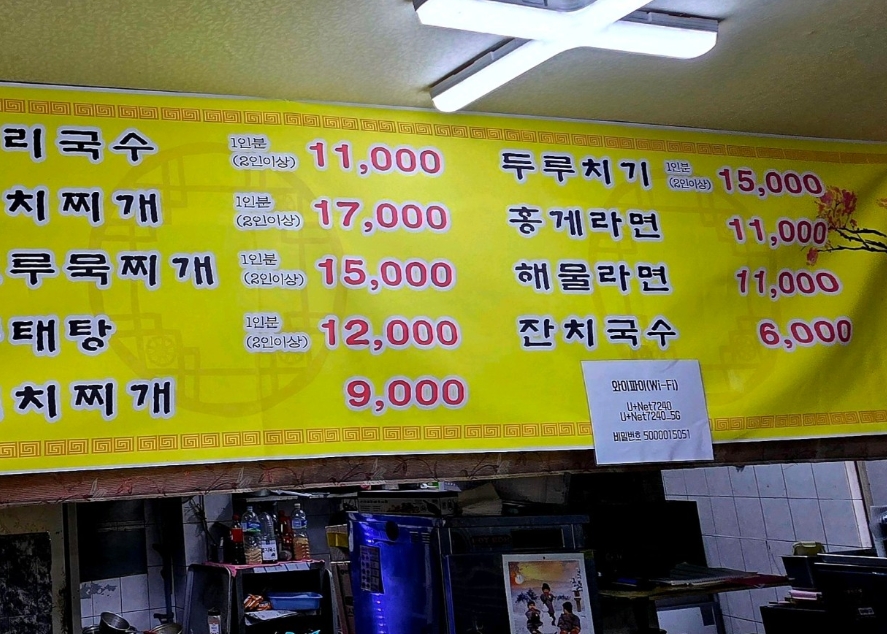 리국수 1인분 (2인이상) 11,000
치찌개 1인분 (2인이상) 17,000
루묵찌개 1인분 (2인이상) 15,000
태탕 1인분 (2인이상) 12,000
치찌개 9,000
두루치기 1인분 (2인이상) 15,000
홍게라면 11,000
해물라면 11,000
잔치국수 6,000
와이파이(Wi-Fi)
U+Net7240
U+Net7240_5G
비밀번호 5000015051